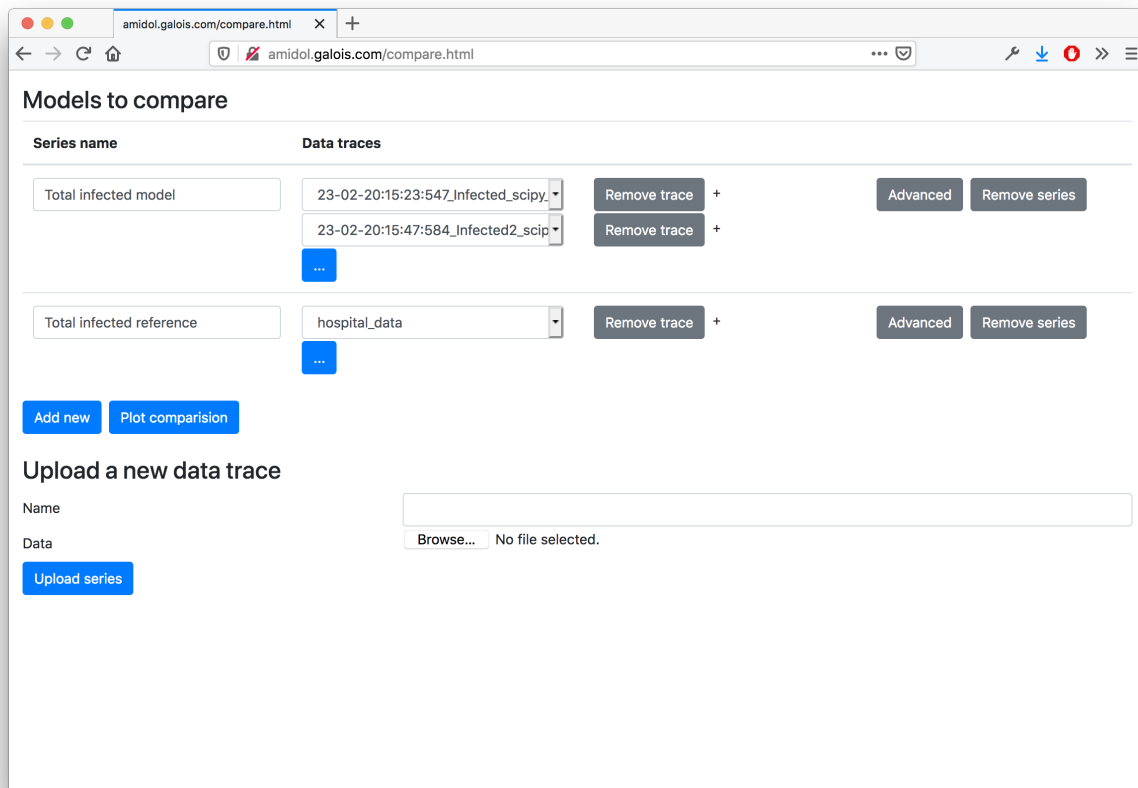 amidol.galois.com/compare.html
amidol.galois.com/compare.html
Models to compare
Series name Data traces
Total infected model 23-02-20:15:23:547_Infected_scipy_ Remove trace + Advanced Remove series
23-02-20:15:47:584_Infected2_scip Remove trace +
...
Total infected reference hospital_data Remove trace + Advanced Remove series
...
Add new Plot comparision
Upload a new data trace
Name
Data Browse... No file selected.
Upload series